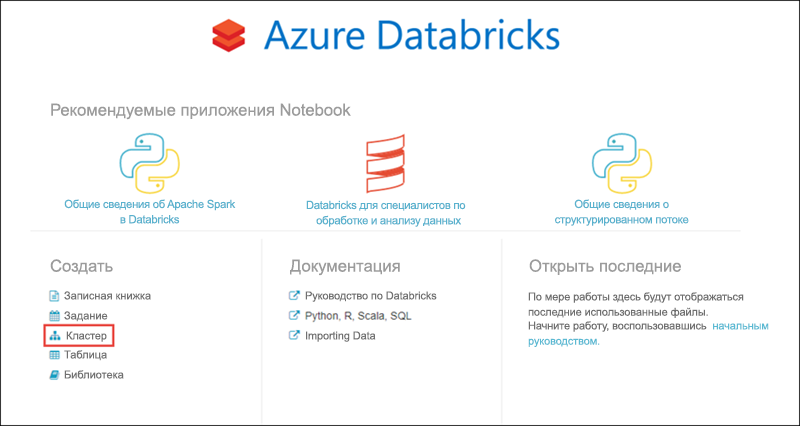 Azure Databricks
Рекомендуемые приложения Notebook
Общие сведения об Apache Spark
в Databricks
Databricks для специалистов по
обработке и анализу данных
Общие сведения о
структурированном потоке
Создать
Записная книжка
Задание
Кластер
Таблица
Библиотека
Документация
Руководство по Databricks
Python, R, Scala, SQL
Importing Data
Открыть последние
По мере работы здесь будут отображаться
последние использованные файлы.
Начните работу, воспользовавшись начальным
руководством.